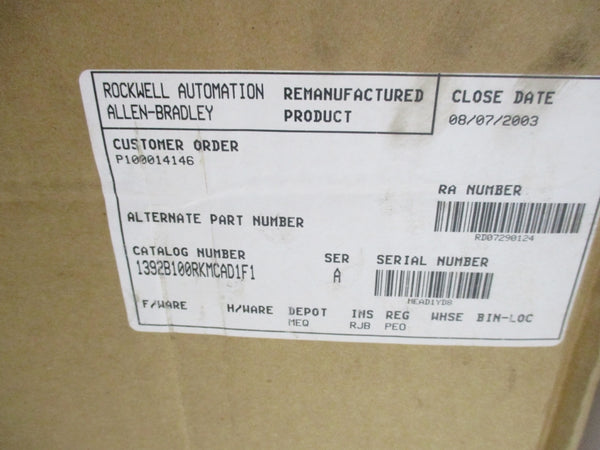 ROCKWELL AUTOMATION
ALLEN-BRADLEY
REMANUFACTURED
PRODUCT
CLOSE DATE
08/07/2003
CUSTOMER ORDER
P100014146
RA NUMBER
RD07290124
ALTERNATE PART NUMBER
CATALOG NUMBER
1392B100RKMCAD1F1
SER
A
SERIAL NUMBER
MEAD1YD8
F/WARE H/WARE DEPOT INS REG WHSE BIN-LOC
MEQ RJB PEO